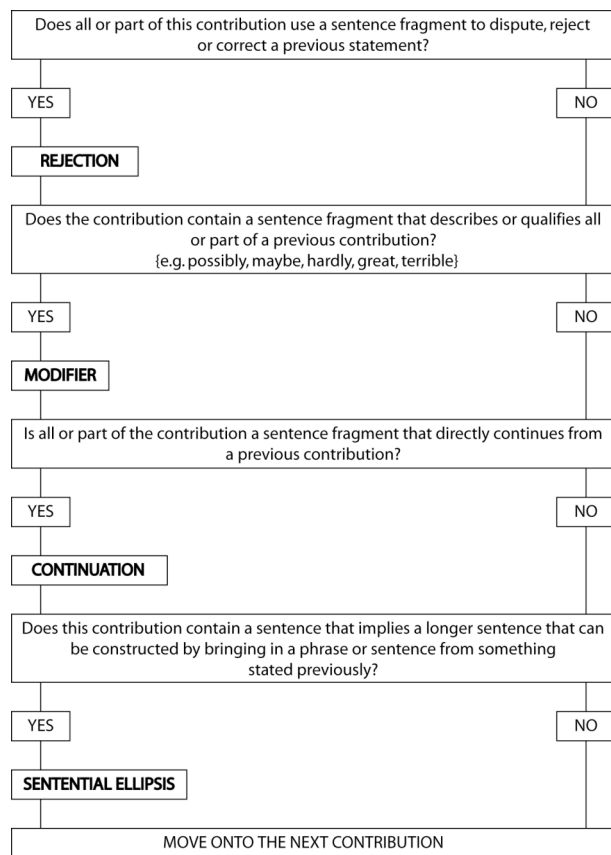 Does all or part of this contribution use a sentence fragment to dispute, reject
or correct a previous statement?
YES
NO
REJECTION
Does the contribution contain a sentence fragment that describes or qualifies all
or part of a previous contribution?
{e.g. possibly, maybe, hardly, great, terrible}
YES
NO
MODIFIER
Is all or part of the contribution a sentence fragment that directly continues from
a previous contribution?
YES
NO
CONTINUATION
Does this contribution contain a sentence that implies a longer sentence that can
be constructed by bringing in a phrase or sentence from something
stated previously?
YES
NO
SENTENTIAL ELLIPSIS
MOVE ONTO THE NEXT CONTRIBUTION